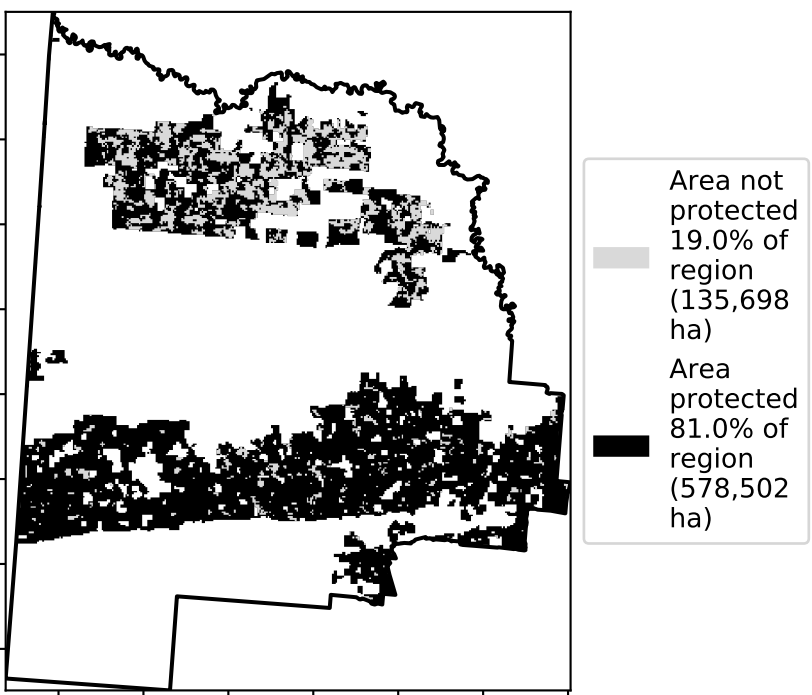 Area not
protected
19.0% of
region
(135,698
ha)
Area
protected
81.0% of
region
(578,502
ha)